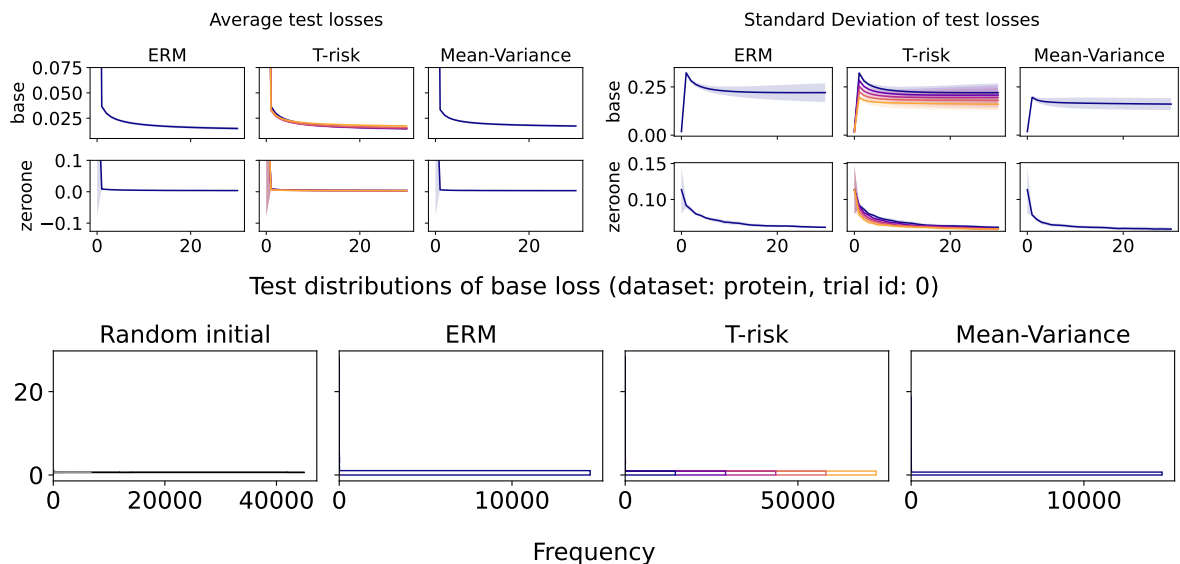 Average test losses
Standard Deviation of test losses
ERM
T-risk
Mean-Variance
ERM
T-risk
Mean-Variance
base
0.075
0.050
0.025
base
0.25
0.00
zeroone
0.1
0.0
−0.1
zeroone
0.15
0.10
0 20
0 20
0 20
0 20
0 20
0 20
Test distributions of base loss (dataset: protein, trial id: 0)
Random initial
ERM
T-risk
Mean-Variance
20
0
0 20000 40000
0 10000
0 50000
0 10000
Frequency